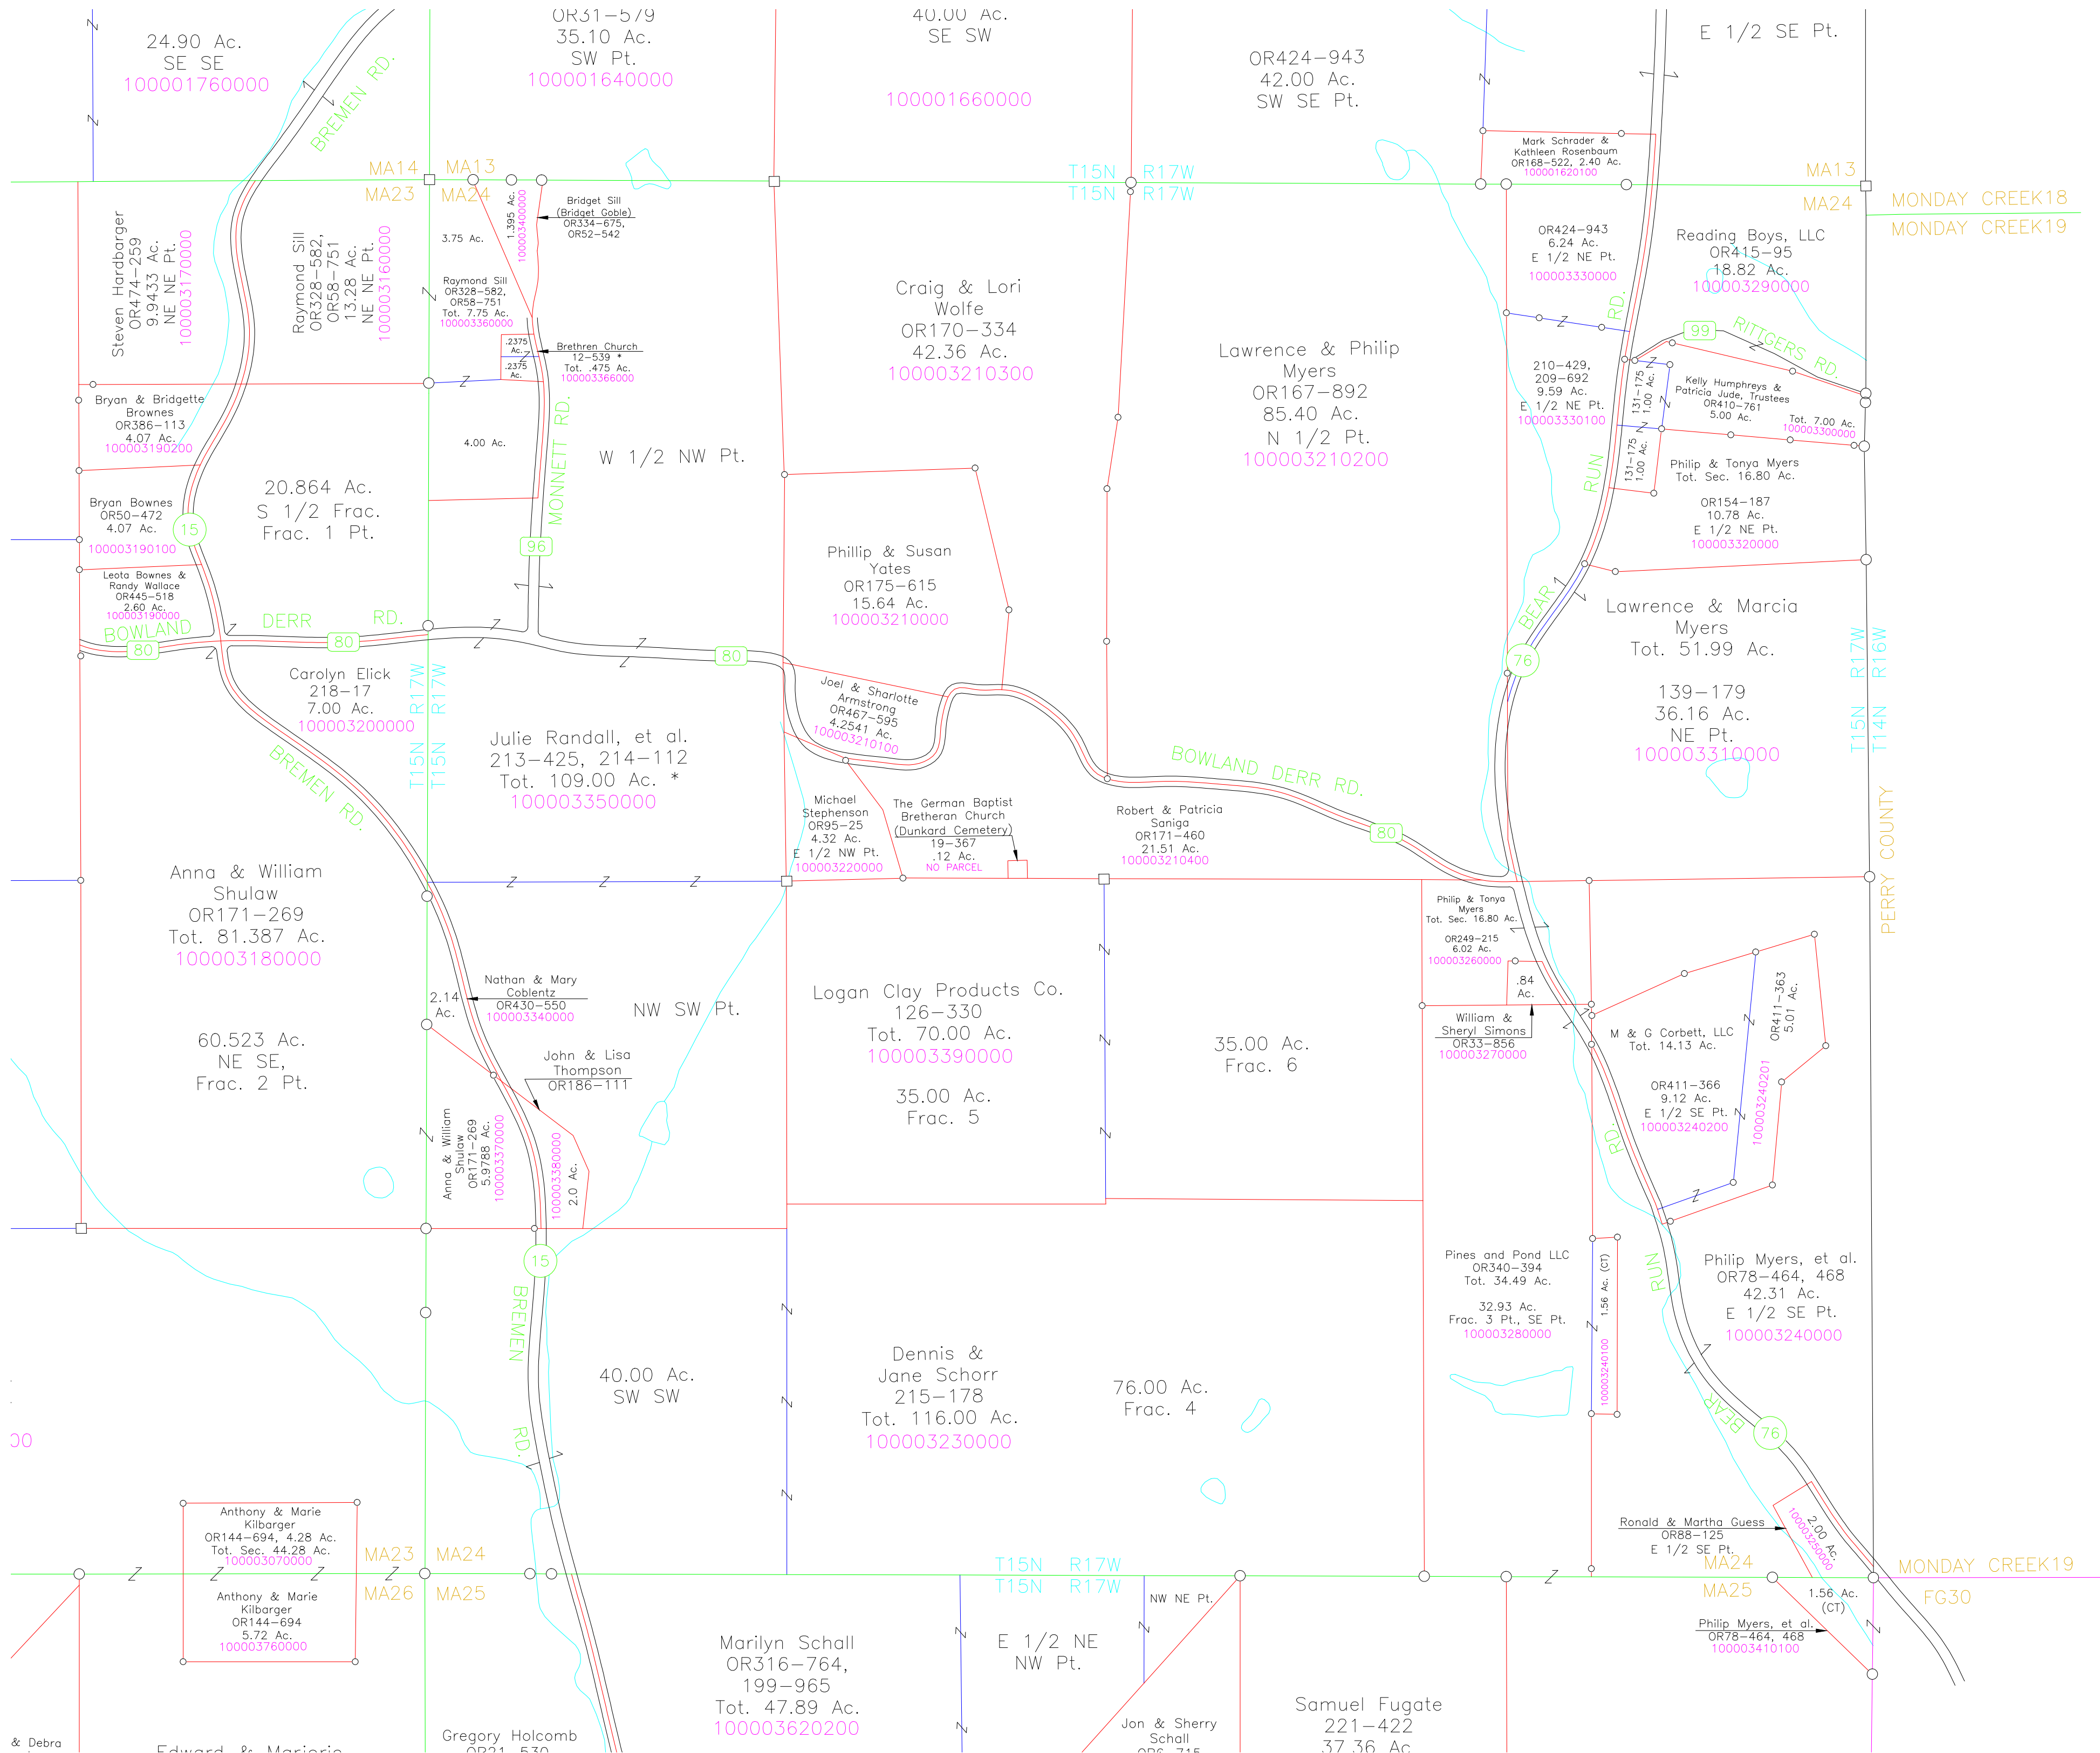 24.90 Ac.
SE SE
100001760000
BREMEN RD.
OR31-579
35.10 Ac.
SW Pt.
100001640000
40.00 Ac.
SE SW
100001660000
OR424-943
42.00 Ac.
SW SE Pt.
E 1/2 SE Pt.
Mark Schrader &
Kathleen Rosenbaum
OR168-522, 2.40 Ac.
100001620100
MA14
MA13
MA23
MA24
T15N R17W
T15N R17W
MA13
MA24
MONDAY CREEK18
MONDAY CREEK19
Steven Hardbarger
OR474-259
9.9433 Ac.
NE NE Pt.
100003170000
Raymond Sill
OR328-582,
OR58-751
13.28 Ac.
NE NE Pt.
100003160000
3.75 Ac.
1.395 Ac.
100003400000
Bridget Sill
(Bridget Goble)
OR334-675,
OR52-542
Raymond Sill
OR328-582,
OR58-751
Tot. 7.75 Ac.
100003360000
.2375
Ac.
.2375
Ac.
Brethren Church
12-539 *
Tot. .475 Ac.
100003366000
4.00 Ac.
MONNETT RD.
96
W 1/2 NW Pt.
Craig & Lori
Wolfe
OR170-334
42.36 Ac.
100003210300
Lawrence & Philip
Myers
OR167-892
85.40 Ac.
N 1/2 Pt.
100003210200
OR424-943
6.24 Ac.
E 1/2 NE Pt.
100003330000
RD.
Reading Boys, LLC
OR415-95
18.82 Ac.
100003290000
99
RITTGERS RD.
210-429,
209-692
9.59 Ac.
E 1/2 NE Pt.
100003330100
131-175
1.00 Ac.
Kelly Humphreys &
Patricia Jude, Trustees
OR410-761
5.00 Ac.
Tot. 7.00 Ac.
100003300000
131-175
1.00 Ac.
Philip & Tonya Myers
Tot. Sec. 16.80 Ac.
OR154-187
10.78 Ac.
E 1/2 NE Pt.
100003320000
RUN
BEAR
76
Bryan & Bridgette
Brownes
OR386-113
4.07 Ac.
100003190200
Bryan Bownes
OR50-472
4.07 Ac.
100003190100
15
20.864 Ac.
S 1/2 Frac.
Frac. 1 Pt.
Leota Bownes &
Randy Wallace
OR445-518
2.60 Ac.
100003190000
BOWLAND DERR RD.
80
80
80
Carolyn Elick
218-17
7.00 Ac.
100003200000
T15N R17W
T15N R17W
BREMEN RD.
Phillip & Susan
Yates
OR175-615
15.64 Ac.
100003210000
Joel & Sharlotte
Armstrong
OR467-595
4.2541 Ac.
100003210100
Lawrence & Marcia
Myers
Tot. 51.99 Ac.
139-179
36.16 Ac.
NE Pt.
100003310000
T15N R17W
T14N R16W
PERRY COUNTY
Julie Randall, et al.
213-425, 214-112
Tot. 109.00 Ac. *
100003350000
Michael
Stephenson
OR95-25
4.32 Ac.
E 1/2 NW Pt.
100003220000
The German Baptist
Bretheran Church
(Dunkard Cemetery)
19-367
.12 Ac.
NO PARCEL
BOWLAND DERR RD.
80
Robert & Patricia
Saniga
OR171-460
21.51 Ac.
100003210400
Anna & William
Shulaw
OR171-269
Tot. 81.387 Ac.
100003180000
60.523 Ac.
NE SE,
Frac. 2 Pt.
2.14
Ac.
Nathan & Mary
Coblentz
OR430-550
100003340000
NW SW Pt.
John & Lisa
Thompson
OR186-111
Anna & William
Shulaw
OR171-269
5.9788 Ac.
100003370000
100003380000
2.0 Ac.
Logan Clay Products Co.
126-330
Tot. 70.00 Ac.
100003390000
35.00 Ac.
Frac. 5
35.00 Ac.
Frac. 6
Philip & Tonya
Myers
Tot. Sec. 16.80 Ac.
OR249-215
6.02 Ac.
100003260000
.84
Ac.
William &
Sheryl Simons
OR33-856
100003270000
M & G Corbett, LLC
Tot. 14.13 Ac.
OR411-363
5.01 Ac.
OR411-366
9.12 Ac.
E 1/2 SE Pt.
100003240200
100003240201
RD.
RUN
BEAR
76
15
BREMEN
RD.
40.00 Ac.
SW SW
Dennis &
Jane Schorr
215-178
Tot. 116.00 Ac.
100003230000
76.00 Ac.
Frac. 4
Pines and Pond LLC
OR340-394
Tot. 34.49 Ac.
32.93 Ac.
Frac. 3 Pt., SE Pt.
100003280000
1.56 Ac. (CT)
100003240100
Philip Myers, et al.
OR78-464, 468
42.31 Ac.
E 1/2 SE Pt.
100003240000
00
Anthony & Marie
Kilbarger
OR144-694, 4.28 Ac.
Tot. Sec. 44.28 Ac.
100003070000
Anthony & Marie
Kilbarger
OR144-694
5.72 Ac.
100003760000
MA23
MA24
MA26
MA25
T15N R17W
T15N R17W
Ronald & Martha Guess
OR88-125
E 1/2 SE Pt.
2.00 Ac.
100003250000
MA24
MA25
MONDAY CREEK19
FG30
1.56 Ac.
(CT)
Philip Myers, et al.
OR78-464, 468
100003410100
NW NE Pt.
E 1/2 NE
NW Pt.
Marilyn Schall
OR316-764,
199-965
Tot. 47.89 Ac.
100003620200
Jon & Sherry
Schall
OR6-715
Samuel Fugate
221-422
37.36 Ac
Gregory Holcomb
OR21-530
Edward & Marjorie
& Debra